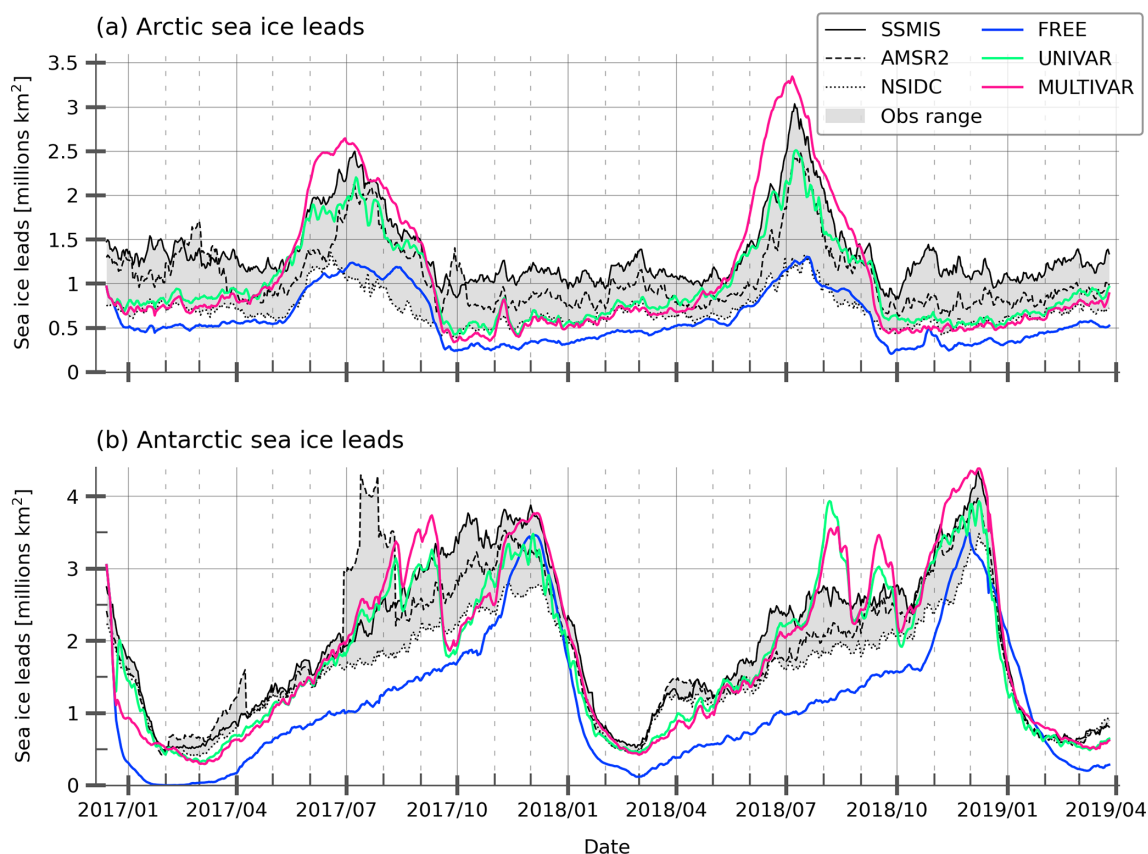 (a) Arctic sea ice leads
SSMIS
AMSR2
NSIDC
Obs range
FREE
UNIVAR
MULTIVAR
Sea ice leads [millions km²]
3.5
3
2.5
2
1.5
1
0.5
0
(b) Antarctic sea ice leads
Sea ice leads [millions km²]
4
3
2
1
0
2017/01 2017/04 2017/07 2017/10 2018/01 2018/04 2018/07 2018/10 2019/01 2019/04
Date